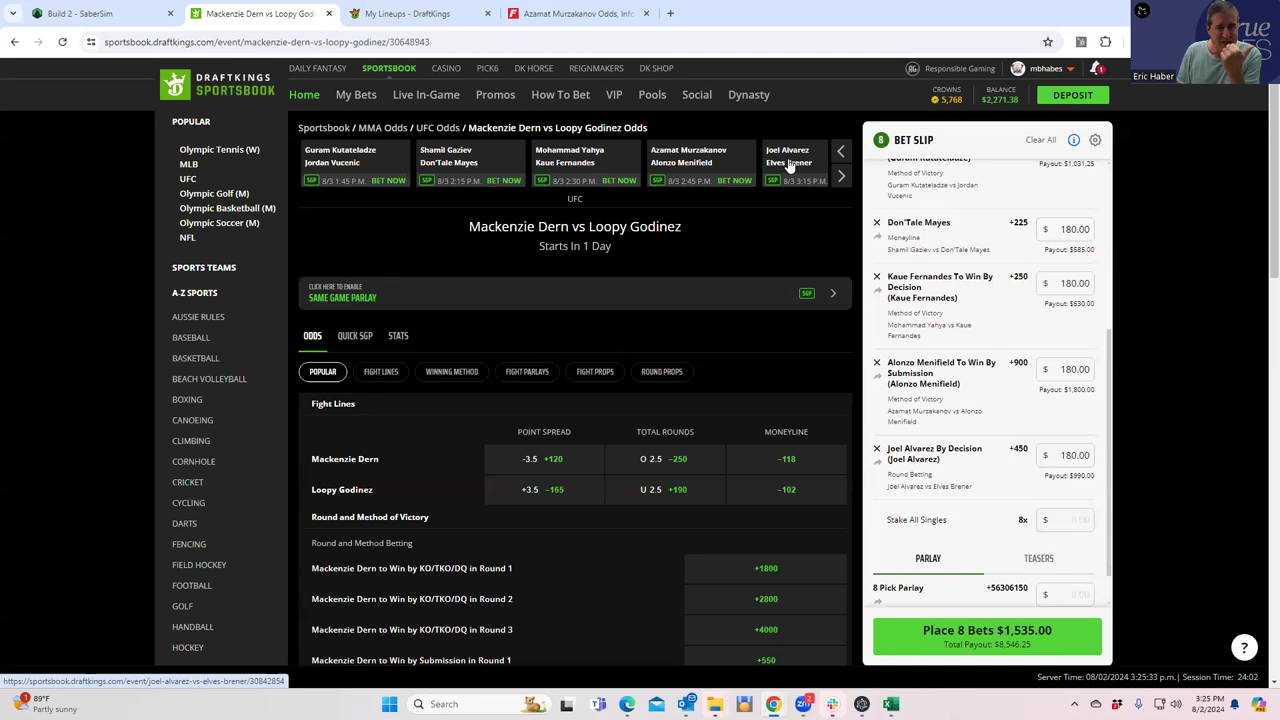 Build 2 - SaberSim
Mackenzie Dern vs Loopy Godi
My Lineups - DraftKings
Azamat Murzakanov Odds, Info
sportsbook.draftkings.com/event/mackenzie-dern-vs-loopy-godinez/30648943
Eric Haber
DRAFTKINGS
SPORTSBOOK
DAILY FANTASY SPORTSBOOK CASINO PICK6 DK HORSE REIGNMAKERS DK SHOP
RG Responsible Gaming mbhabes 1
Home My Bets Live In-Game Promos How To Bet VIP Pools Social Dynasty
CROWNS
5,768
BALANCE
$2,271.38
DEPOSIT
POPULAR
Olympic Tennis (W)
MLB
UFC
Olympic Golf (M)
Olympic Basketball (M)
Olympic Soccer (M)
NFL
SPORTS TEAMS
A-Z SPORTS
AUSSIE RULES
BASEBALL
BASKETBALL
BEACH VOLLEYBALL
BOXING
CANOEING
CLIMBING
CORNHOLE
CRICKET
CYCLING
DARTS
FENCING
FIELD HOCKEY
FOOTBALL
GOLF
HANDBALL
HOCKEY
Sportsbook / MMA Odds / UFC Odds / Mackenzie Dern vs Loopy Godinez Odds
Guram Kutateladze
Jordan Vucenic
SGP 8/3 1:45 PM BET NOW
Shamil Gaziev
Don'Tale Mayes
SGP 8/3 2:15 PM BET NOW
Mohammad Yahya
Kaue Fernandes
SGP 8/3 2:30 PM BET NOW
Azamat Murzakanov
Alonzo Menifield
SGP 8/3 2:45 PM BET NOW
Joel Alvarez
Elves Brener
SGP 8/3 3:15 PM
UFC
Mackenzie Dern vs Loopy Godinez
Starts In 1 Day
CLICK HERE TO ENABLE
SAME GAME PARLAY
SGP
ODDS QUICK SGP STATS
POPULAR FIGHT LINES WINNING METHOD FIGHT PARLAYS FIGHT PROPS ROUND PROPS
Fight Lines
POINT SPREAD TOTAL ROUNDS MONEYLINE
Mackenzie Dern -3.5 +120 O 2.5 −250 −118
Loopy Godinez +3.5 −165 U 2.5 +190 −102
Round and Method of Victory
Round and Method Betting
Mackenzie Dern to Win by KO/TKO/DQ in Round 1 +1800
Mackenzie Dern to Win by KO/TKO/DQ in Round 2 +2800
Mackenzie Dern to Win by KO/TKO/DQ in Round 3 +4000
Mackenzie Dern to Win by Submission in Round 1 +550
8 BET SLIP Clear All
(Guram Kutateladze) Payout: $1,031.25
Method of Victory
Guram Kutateladze vs Jordan
Vucenic
Don'Tale Mayes +225 $ 180.00
Moneyline
Shamil Gaziev vs Don'Tale Mayes Payout: $585.00
Kaue Fernandes To Win By +250 $ 180.00
Decision
(Kaue Fernandes) Payout: $630.00
Method of Victory
Mohammad Yahya vs Kaue
Fernandes
Alonzo Menifield To Win By +900 $ 180.00
Submission
(Alonzo Menifield) Payout: $1,800.00
Method of Victory
Azamat Murzakanov vs Alonzo
Menifield
Joel Alvarez By Decision +450 $ 180.00
(Joel Alvarez)
Round Betting Payout: $990.00
Joel Alvarez vs Elves Brener
Stake All Singles 8x $ 0.00
PARLAY TEASERS
8 Pick Parlay +56306150 $ 0.00
Place 8 Bets $1,535.00
Total Payout: $8,546.25
?
https://sportsbook.draftkings.com/event/joel-alvarez-vs-elves-brener/30842854
Server Time: 08/02/2024 3:25:33 p.m. | Session Time: 24:02
89°F
Partly sunny
Search
3:25 PM
8/2/2024